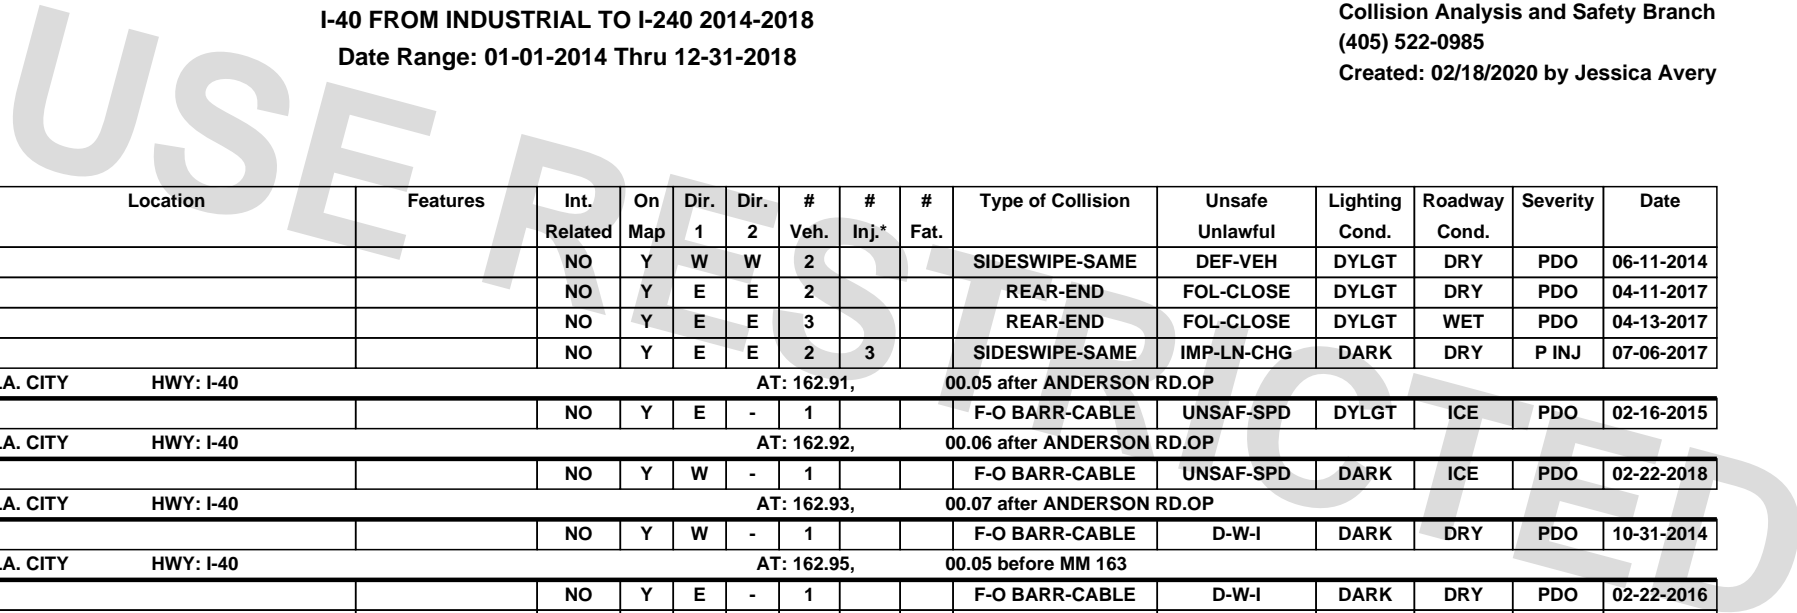 I-40 FROM INDUSTRIAL TO I-240 2014-2018
Date Range: 01-01-2014 Thru 12-31-2018
Collision Analysis and Safety Branch
(405) 522-0985
Created: 02/18/2020 by Jessica Avery
USE RESTRICTED
Location Features Int. Related On Map Dir. 1 Dir. 2 # Veh. # Inj.* # Fat. Type of Collision Unsafe Unlawful Lighting Cond. Roadway Cond. Severity Date
NO Y W W 2 SIDESWIPE-SAME DEF-VEH DYLGT DRY PDO 06-11-2014
NO Y E E 2 REAR-END FOL-CLOSE DYLGT DRY PDO 04-11-2017
NO Y E E 3 REAR-END FOL-CLOSE DYLGT WET PDO 04-13-2017
NO Y E E 2 3 SIDESWIPE-SAME IMP-LN-CHG DARK DRY P INJ 07-06-2017
A. CITY HWY: I-40 AT: 162.91, 00.05 after ANDERSON RD.OP
NO Y E - 1 F-O BARR-CABLE UNSAF-SPD DYLGT ICE PDO 02-16-2015
A. CITY HWY: I-40 AT: 162.92, 00.06 after ANDERSON RD.OP
NO Y W - 1 F-O BARR-CABLE UNSAF-SPD DARK ICE PDO 02-22-2018
A. CITY HWY: I-40 AT: 162.93, 00.07 after ANDERSON RD.OP
NO Y W - 1 F-O BARR-CABLE D-W-I DARK DRY PDO 10-31-2014
A. CITY HWY: I-40 AT: 162.95, 00.05 before MM 163
NO Y E - 1 F-O BARR-CABLE D-W-I DARK DRY PDO 02-22-2016